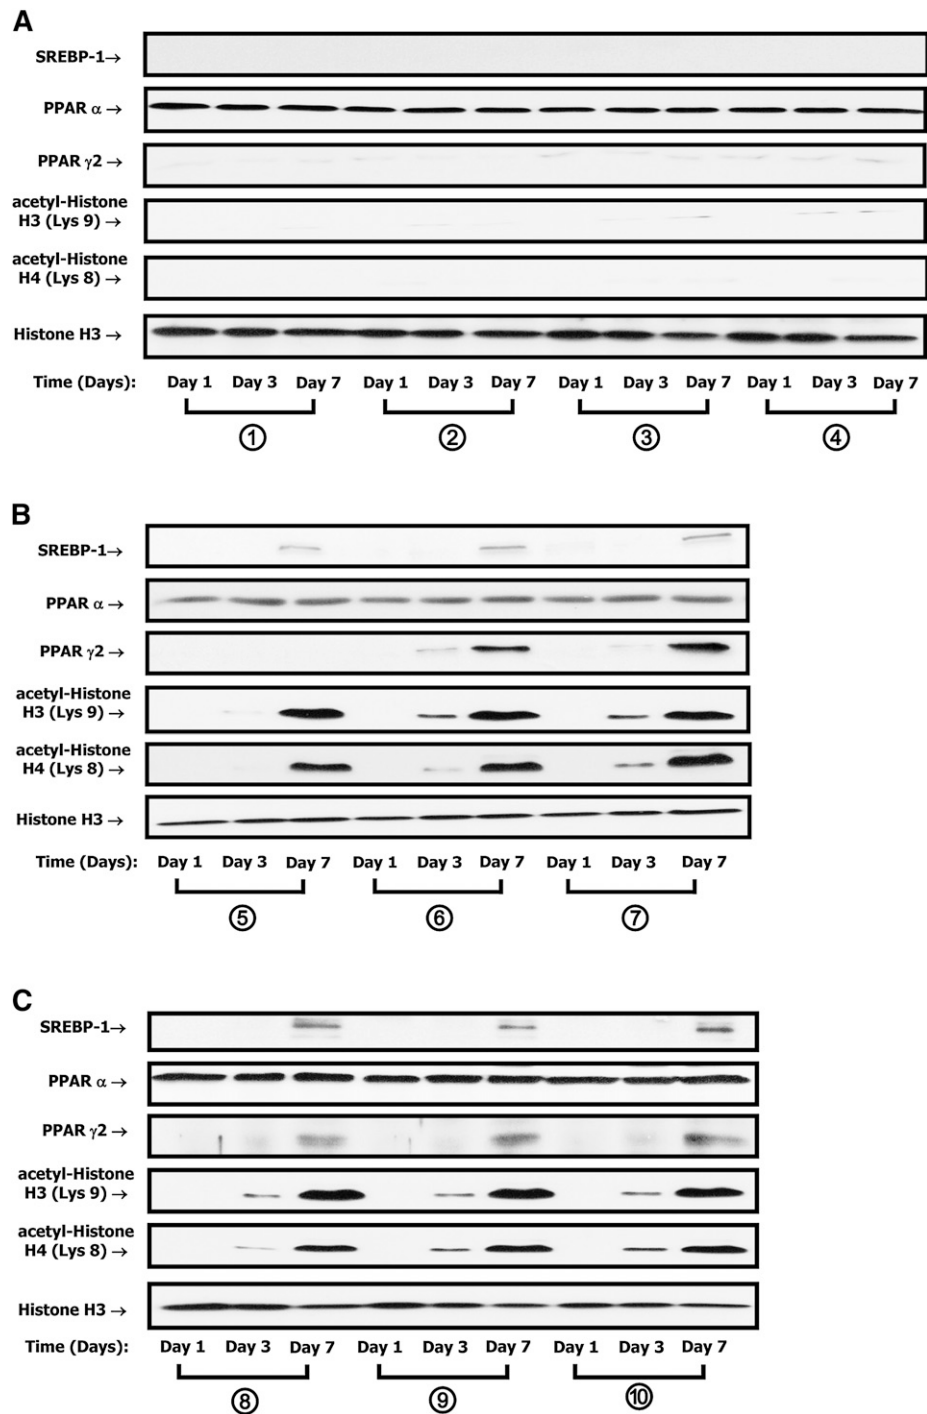 A
SREBP-1→
PPAR α →
PPAR γ2 →
acetyl-Histone
H3 (Lys 9) →
acetyl-Histone
H4 (Lys 8) →
Histone H3 →
Time (Days): Day 1 Day 3 Day 7 Day 1 Day 3 Day 7 Day 1 Day 3 Day 7 Day 1 Day 3 Day 7
① ② ③ ④
B
SREBP-1→
PPAR α →
PPAR γ2 →
acetyl-Histone
H3 (Lys 9) →
acetyl-Histone
H4 (Lys 8) →
Histone H3 →
Time (Days): Day 1 Day 3 Day 7 Day 1 Day 3 Day 7 Day 1 Day 3 Day 7
⑤ ⑥ ⑦
C
SREBP-1→
PPAR α →
PPAR γ2 →
acetyl-Histone
H3 (Lys 9) →
acetyl-Histone
H4 (Lys 8) →
Histone H3 →
Time (Days): Day 1 Day 3 Day 7 Day 1 Day 3 Day 7 Day 1 Day 3 Day 7
⑧ ⑨ ⑩